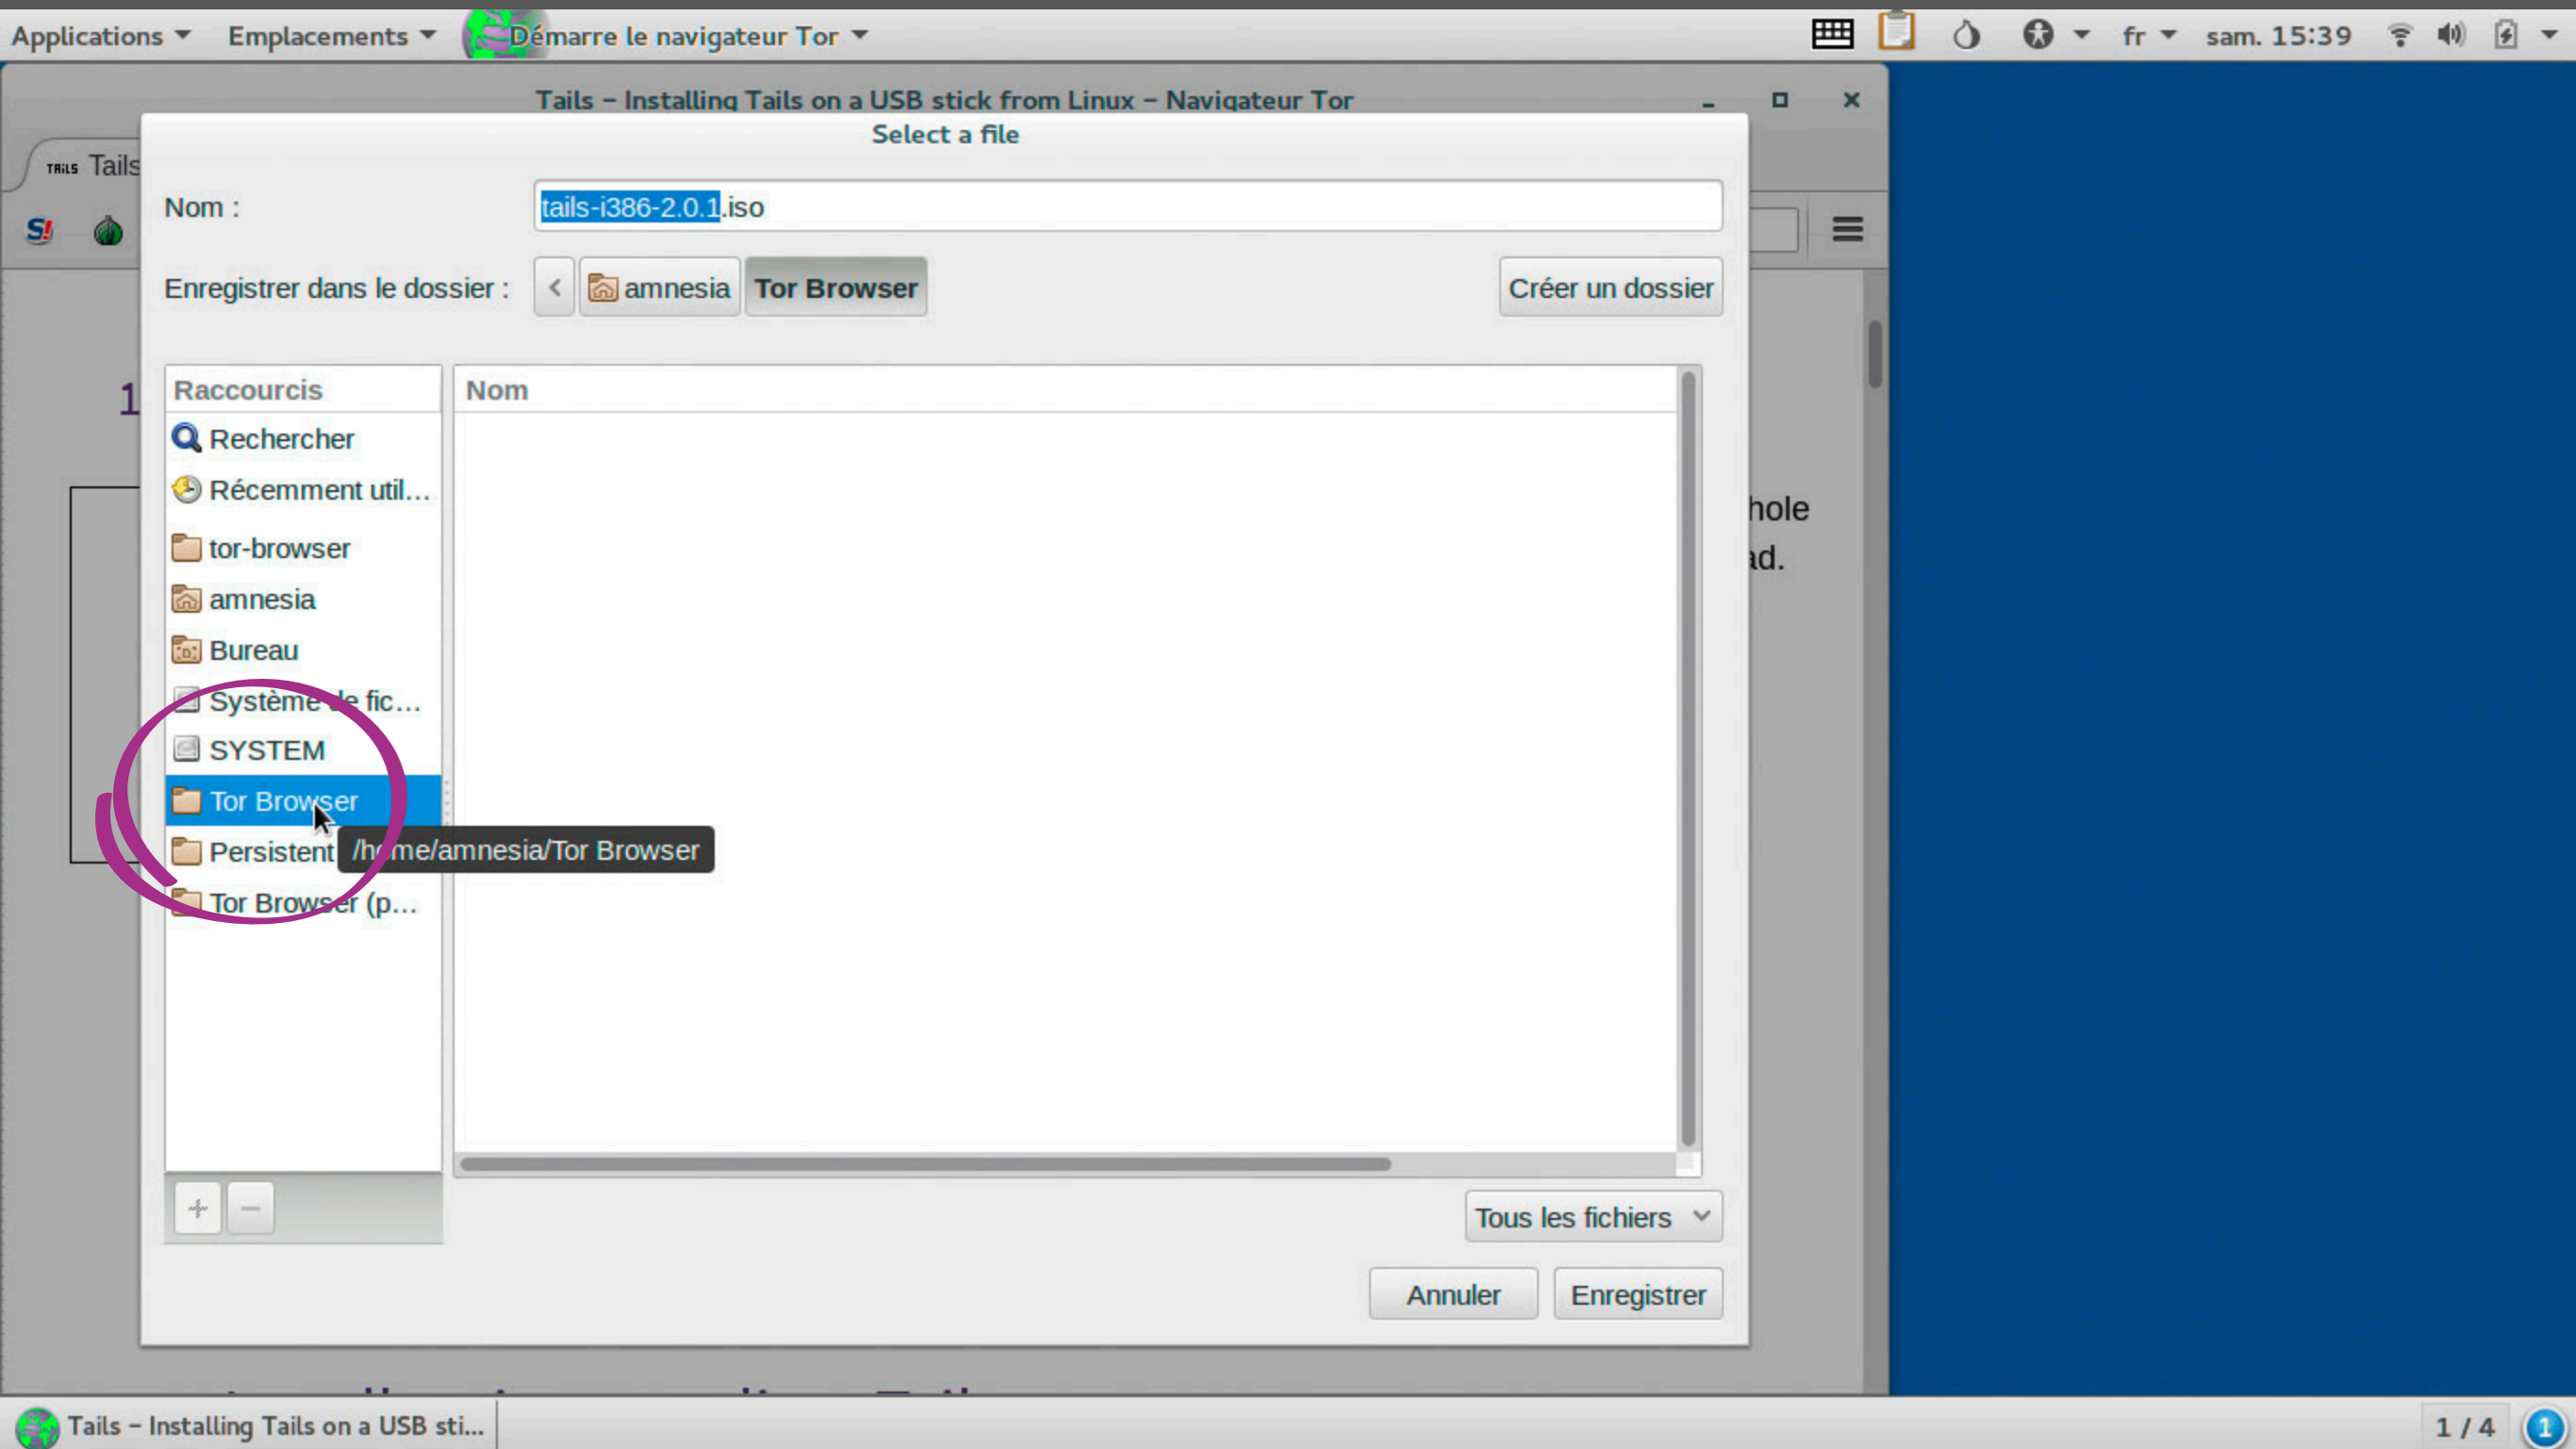 Applications Emplacements Démarre le navigateur Tor fr sam. 15:39
Tails – Installing Tails on a USB stick from Linux – Navigateur Tor
Select a file
TAILS Tails
Nom : tails-i386-2.0.1.iso
S!
Enregistrer dans le dossier : < amnesia Tor Browser Créer un dossier
1
Raccourcis Nom
Rechercher
Récemment util…
hole
tor-browser
ad.
amnesia
Bureau
Système de fic…
SYSTEM
Tor Browser
Persistent /home/amnesia/Tor Browser
Tor Browser (p…
Tous les fichiers
Annuler Enregistrer
Tails – Installing Tails on a USB sti… 1 / 4 1